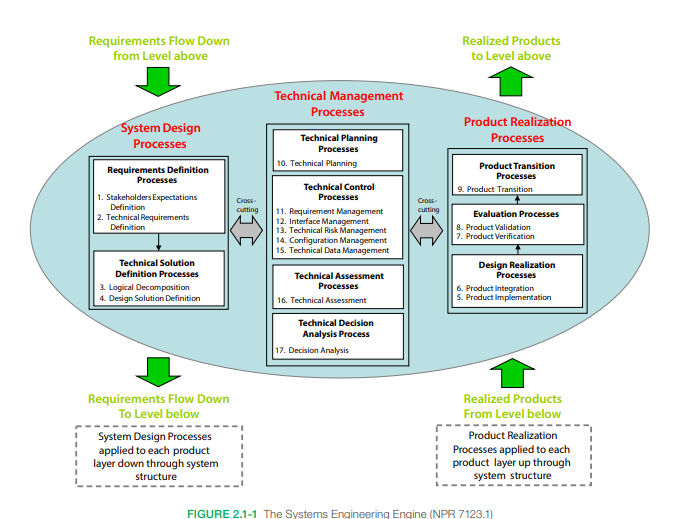 Requirements Flow Down
from Level above
Realized Products
to Level above
System Design
Processes
Requirements Definition
Processes
1. Stakeholders Expectations
Definition
2. Technical Requirements
Definition
Technical Solution
Definition Processes
3. Logical Decomposition
4. Design Solution Definition
Cross-
cutting
Technical Management
Processes
Technical Planning
Processes
10. Technical Planning
Technical Control
Processes
11. Requirement Management
12. Interface Management
13. Technical Risk Management
14. Configuration Management
15. Technical Data Management
Technical Assessment
Processes
16. Technical Assessment
Technical Decision
Analysis Process
17. Decision Analysis
Cross-
cutting
Product Realization
Processes
Product Transition
Processes
9. Product Transition
Evaluation Processes
8. Product Validation
7. Product Verification
Design Realization
Processes
6. Product Integration
5. Product Implementation
Requirements Flow Down
To Level below
System Design Processes
applied to each product
layer down through system
structure
Realized Products
From Level below
Product Realization
Processes applied to each
product layer up through
system structure
FIGURE 2.1-1 The Systems Engineering Engine (NPR 7123.1)